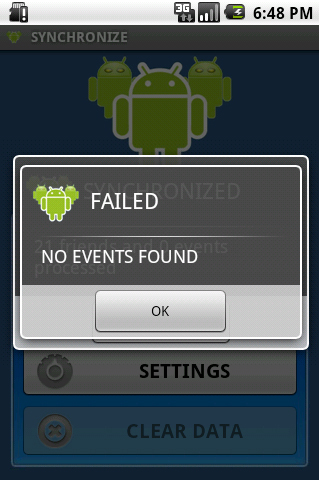 3G
6:48 PM
SYNCHRONIZE
SYNCHRONIZED
FAILED
21 friends and 0 events
processed
NO EVENTS FOUND
OK
SETTINGS
CLEAR DATA